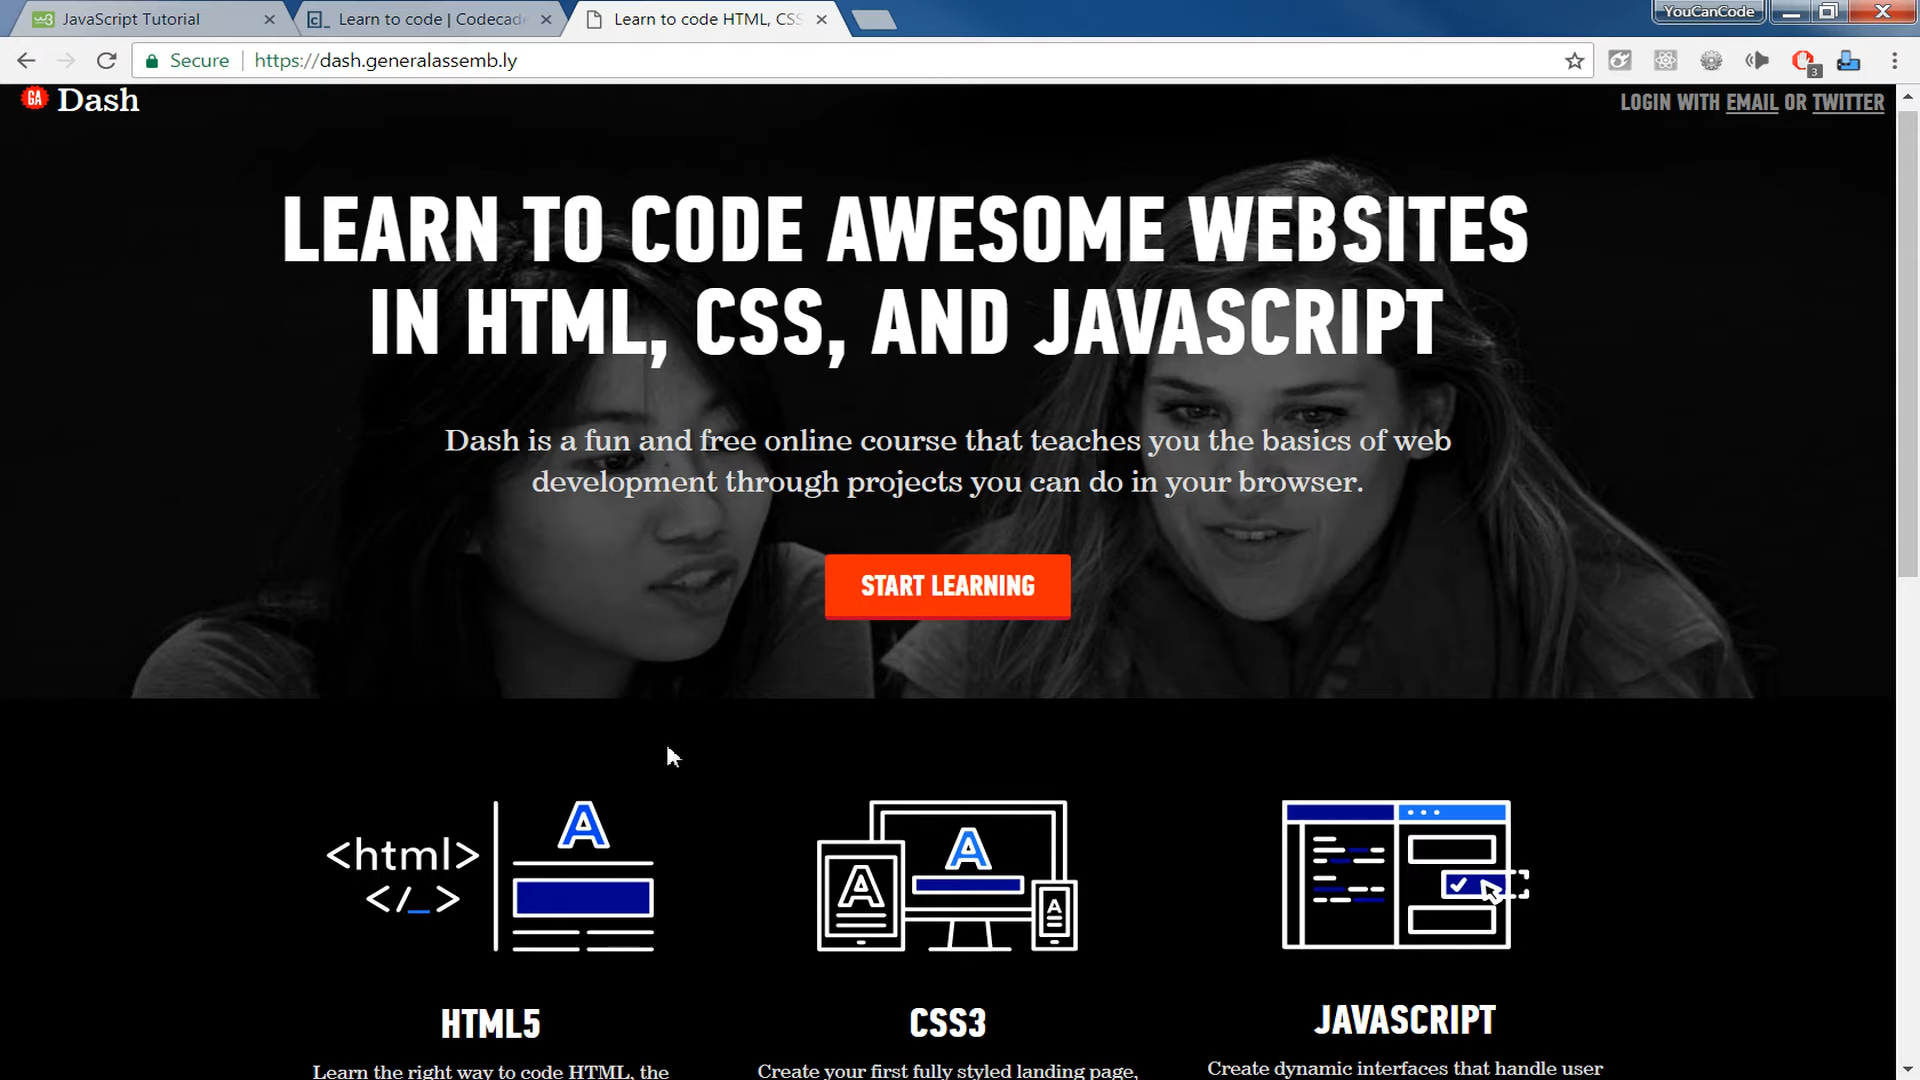 JavaScript Tutorial
Learn to code | Codecade
Learn to code HTML, CSS
YouCanCode
Secure
https://dash.generalassemb.ly
3
GA
Dash
LOGIN WITH EMAIL OR TWITTER
LEARN TO CODE AWESOME WEBSITES
IN HTML, CSS, AND JAVASCRIPT
Dash is a fun and free online course that teaches you the basics of web
development through projects you can do in your browser.
START LEARNING
<html>
</_>
A
A
A
A
HTML5
CSS3
JAVASCRIPT
Learn the right way to code HTML, the
Create your first fully styled landing page,
Create dynamic interfaces that handle user